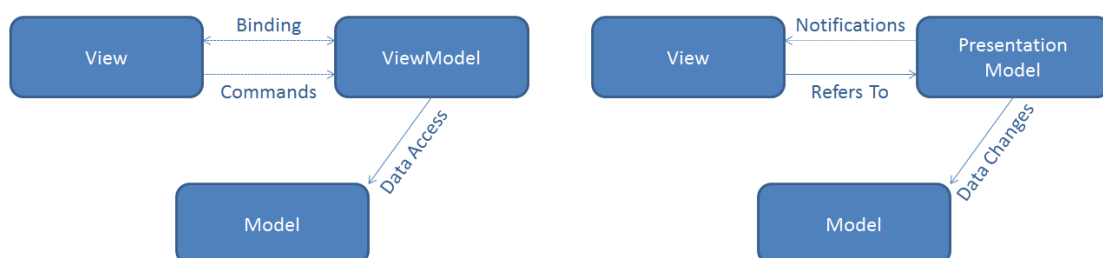 Binding
View
ViewModel
Commands
Data Access
Model
Notifications
View
Presentation
Model
Refers To
Data Changes
Model